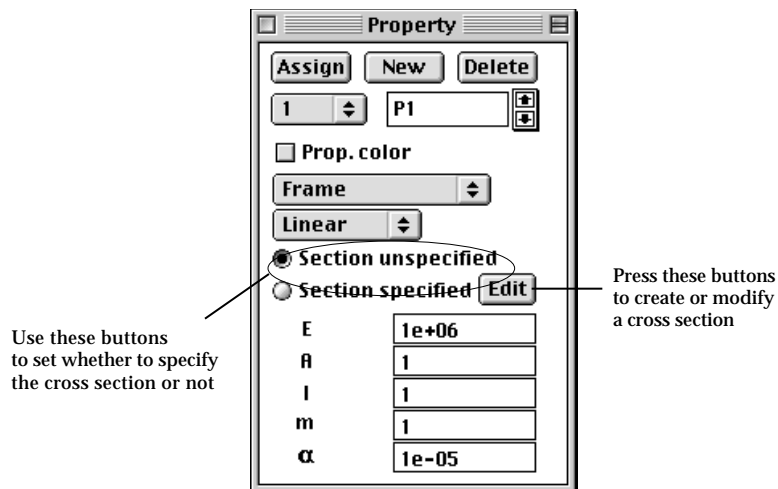 Property
Assign New Delete
1 P1
Prop. color
Frame
Linear
Section unspecified
Section specified Edit
Press these buttons
to create or modify
a cross section
Use these buttons
to set whether to specify
the cross section or not
E 1e+06
A 1
I 1
m 1
α 1e-05